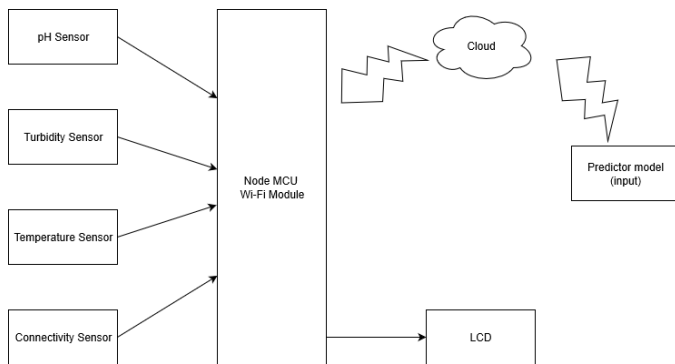 pH Sensor
Turbidity Sensor
Temperature Sensor
Connectivity Sensor
Node MCU
Wi-Fi Module
Cloud
Predictor model
(input)
LCD